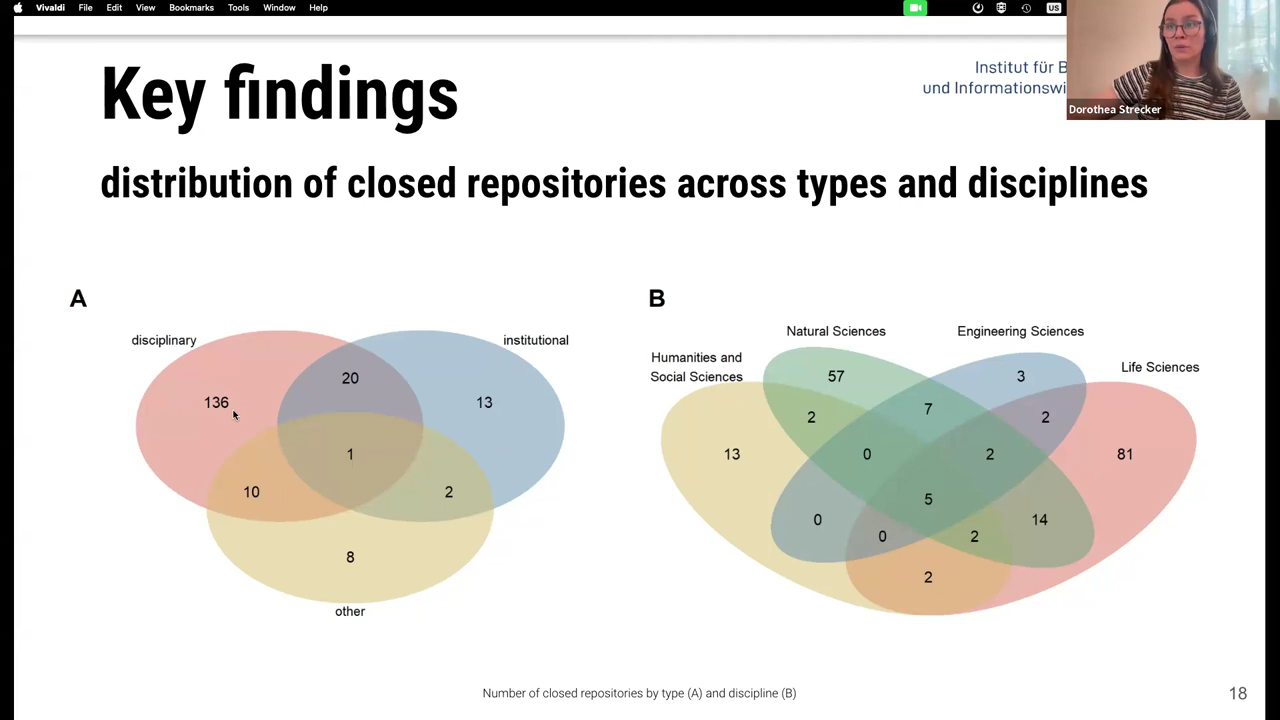 Vivaldi File Edit View Bookmarks Tools Window Help US
Dorothea Strecker
Institut für B
und Informationswi
Key findings
distribution of closed repositories across types and disciplines
A
disciplinary
institutional
136
20
13
1
10
2
8
other
B
Humanities and
Social Sciences
Natural Sciences
Engineering Sciences
Life Sciences
57
3
2
7
2
13
0
2
81
5
0
14
0
2
2
Number of closed repositories by type (A) and discipline (B)
18